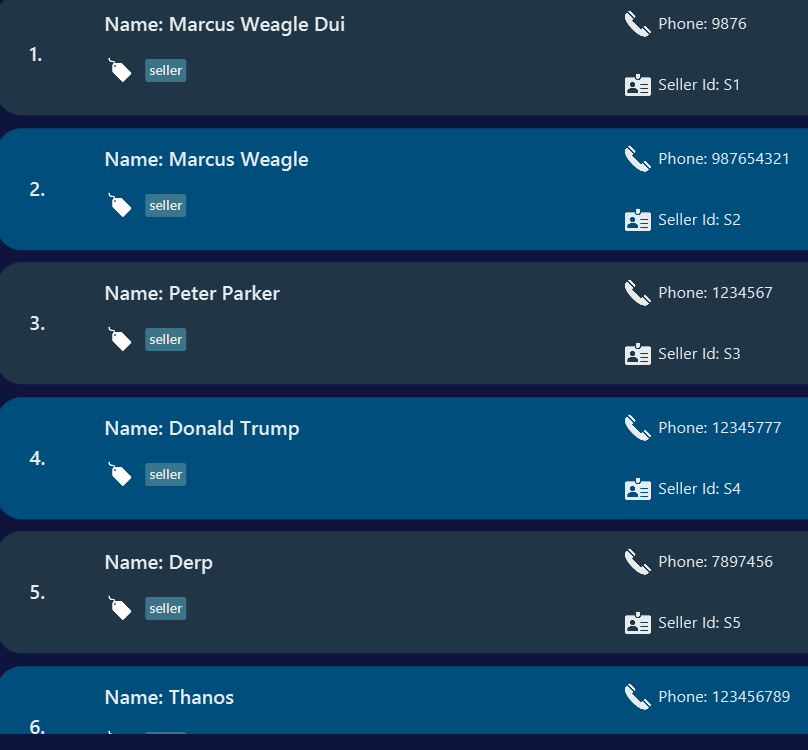 1.
Name: Marcus Weagle Dui
Phone: 9876
seller
Seller Id: S1
2.
Name: Marcus Weagle
Phone: 987654321
seller
Seller Id: S2
3.
Name: Peter Parker
Phone: 1234567
seller
Seller Id: S3
4.
Name: Donald Trump
Phone: 12345777
seller
Seller Id: S4
5.
Name: Derp
Phone: 7897456
seller
Seller Id: S5
6.
Name: Thanos
Phone: 123456789